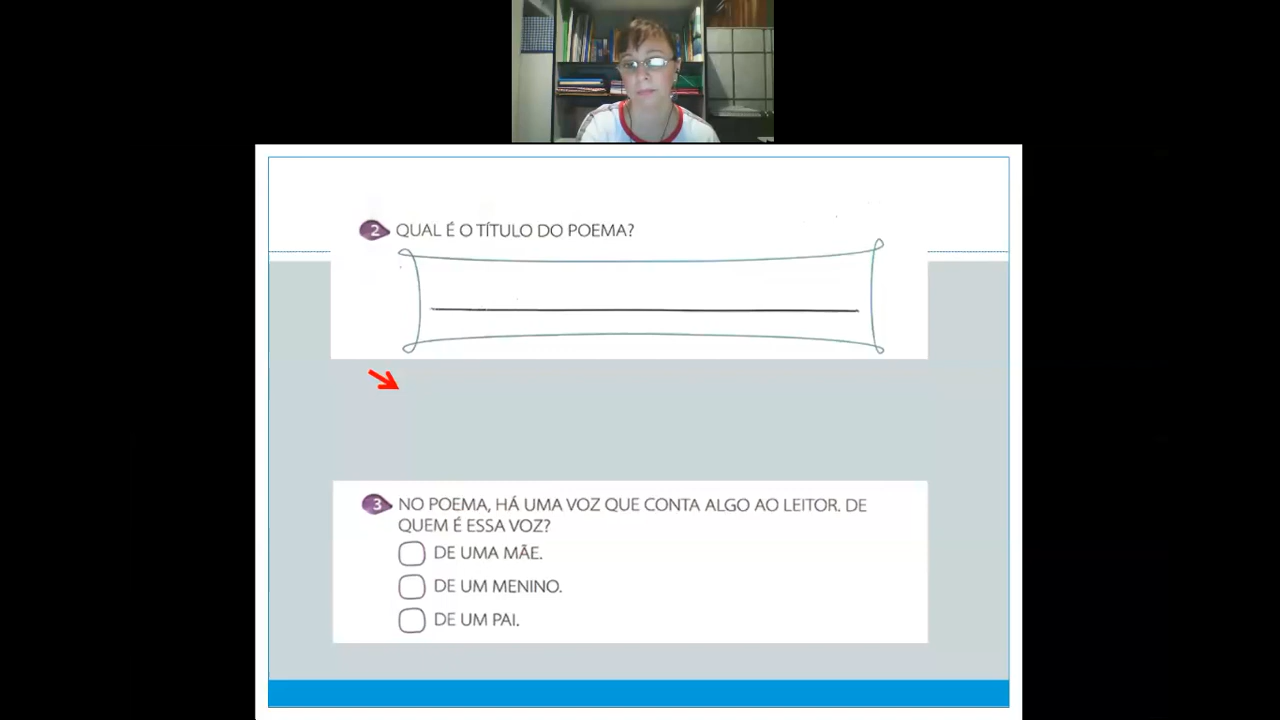 2 QUAL É O TÍTULO DO POEMA?
3 NO POEMA, HÁ UMA VOZ QUE CONTA ALGO AO LEITOR. DE
QUEM É ESSA VOZ?
DE UMA MÃE.
DE UM MENINO.
DE UM PAI.